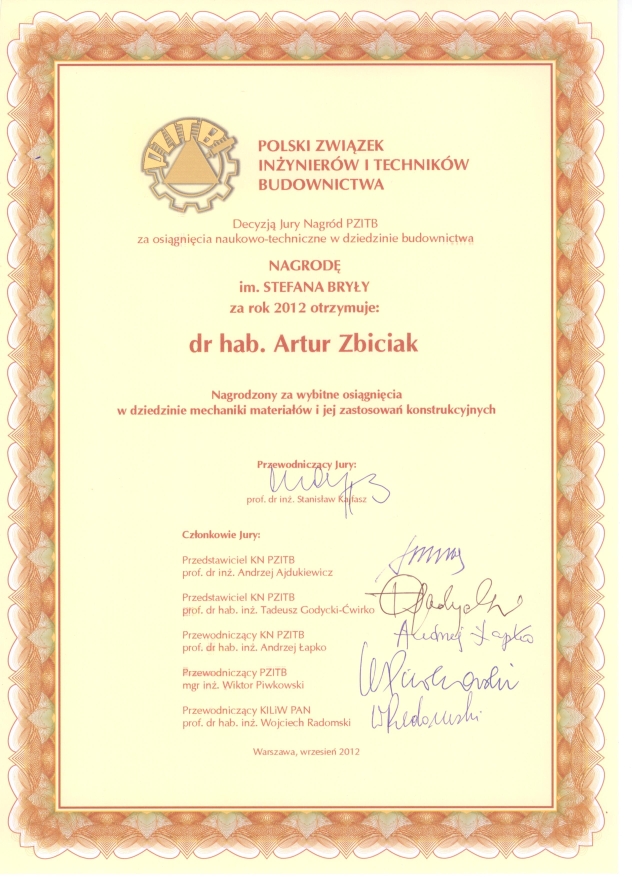 PZITB
POLSKI ZWIĄZEK
INŻYNIERÓW I TECHNIKÓW
BUDOWNICTWA
Decyzją Jury Nagród PZITB
za osiągnięcia naukowo-techniczne w dziedzinie budownictwa
NAGRODĘ
im. STEFANA BRYŁY
za rok 2012 otrzymuje:
dr hab. Artur Zbiciak
Nagrodzony za wybitne osiągnięcia
w dziedzinie mechaniki materiałów i jej zastosowań konstrukcyjnych
Przewodniczący Jury:
prof. dr inż. Stanisław Kajfasz
Członkowie Jury:
Przedstawiciel KN PZITB
prof. dr inż. Andrzej Ajdukiewicz
Przedstawiciel KN PZITB
prof. dr hab. inż. Tadeusz Godycki-Ćwirko
Przewodniczący KN PZITB
prof. dr hab. inż. Andrzej Łapko
Andrzej Łapko
Przewodniczący PZITB
mgr inż. Wiktor Piwkowski
WPiwkowski
Przewodniczący KILiW PAN
prof. dr hab. inż. Wojciech Radomski
WRadomski
Warszawa, wrzesień 2012